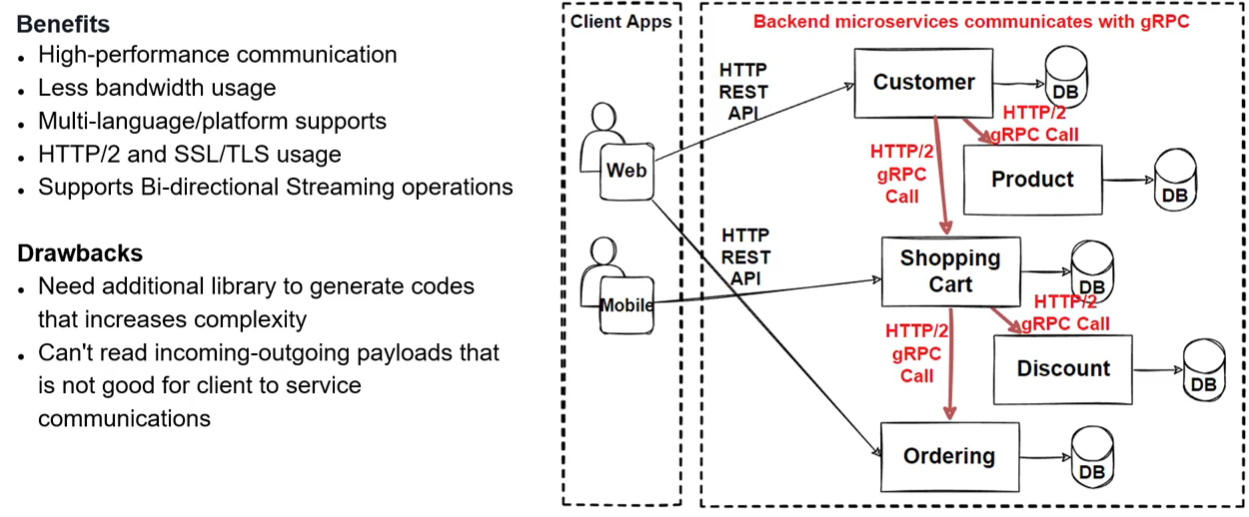 Benefits
• High-performance communication
• Less bandwidth usage
• Multi-language/platform supports
• HTTP/2 and SSL/TLS usage
• Supports Bi-directional Streaming operations
Drawbacks
• Need additional library to generate codes
that increases complexity
• Can't read incoming-outgoing payloads that
is not good for client to service
communications
Client Apps
Backend microservices communicates with gRPC
Web
Mobile
HTTP
REST
API
HTTP
REST
API
Customer
DB
HTTP/2
gRPC Call
HTTP/2
gRPC
Call
Product
DB
Shopping
Cart
DB
HTTP/2
gRPC Call
HTTP/2
gRPC
Call
Discount
DB
Ordering
DB